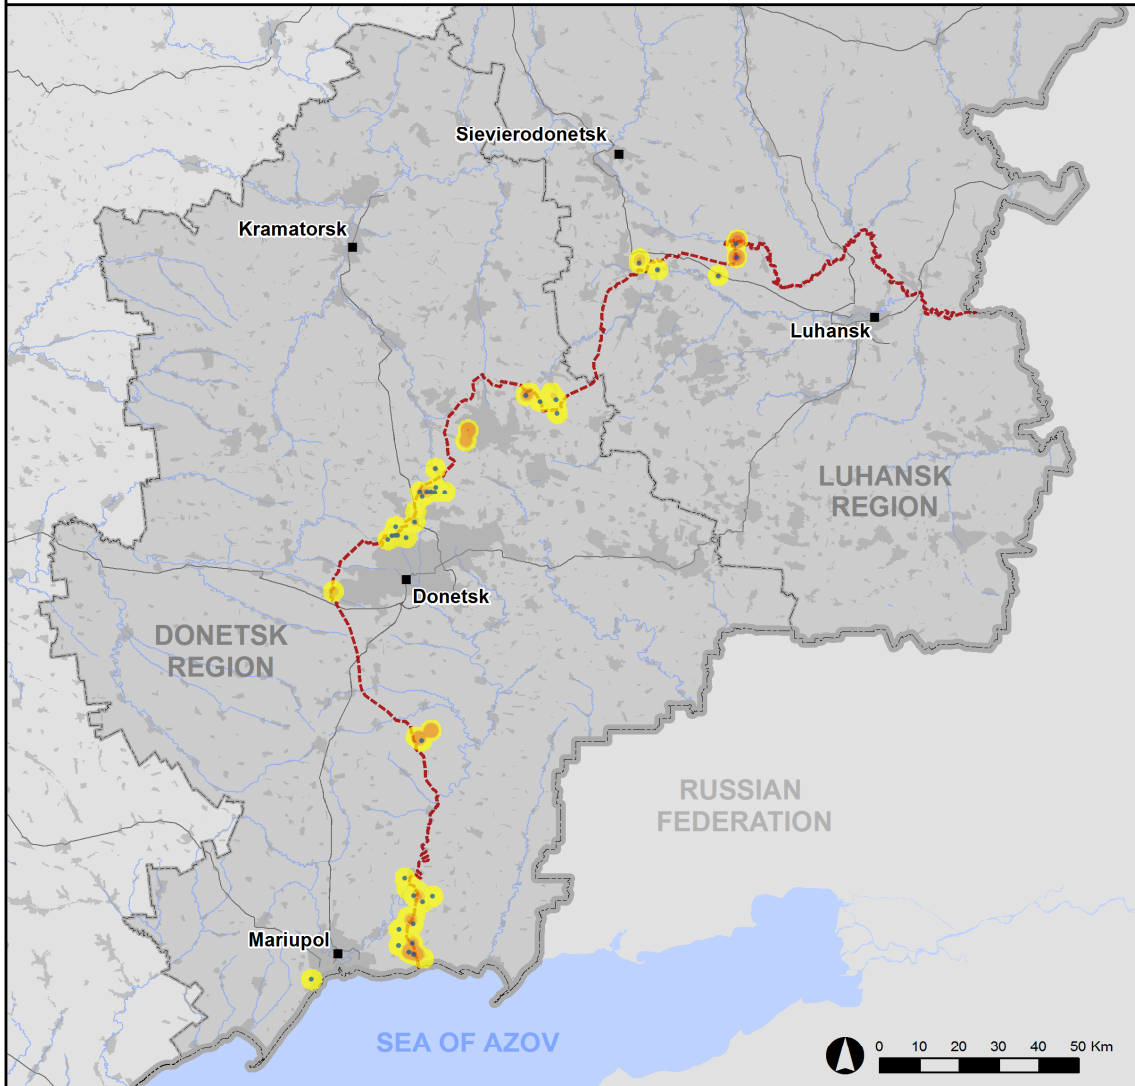 Sievierodonetsk
Kramatorsk
Luhansk
LUHANSK
REGION
Donetsk
DONETSK
REGION
RUSSIAN
FEDERATION
Mariupol
SEA OF AZOV
0 10 20 30 40 50 Km